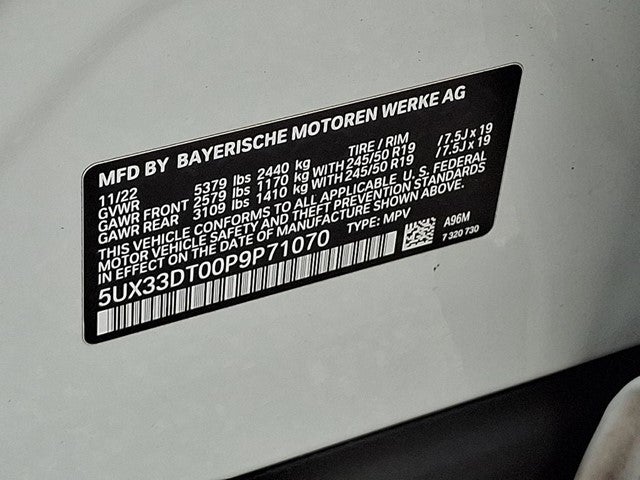 MFD BY BAYERISCHE MOTOREN WERKE AG
11/22 TIRE / RIM
GVWR 5379 lbs 2440 kg
GAWR FRONT 2579 lbs 1170 kg WITH 245/50 R19 / 7.5J x 19
GAWR REAR 3109 lbs 1410 kg WITH 245/50 R19 / 7.5J x 19
THIS VEHICLE CONFORMS TO ALL APPLICABLE U. S. FEDERAL
MOTOR VEHICLE SAFETY AND THEFT PREVENTION STANDARDS
IN EFFECT ON THE DATE OF MANUFACTURE SHOWN ABOVE.
5UX33DT00P9P71070 TYPE: MPV A96M
7 320 730